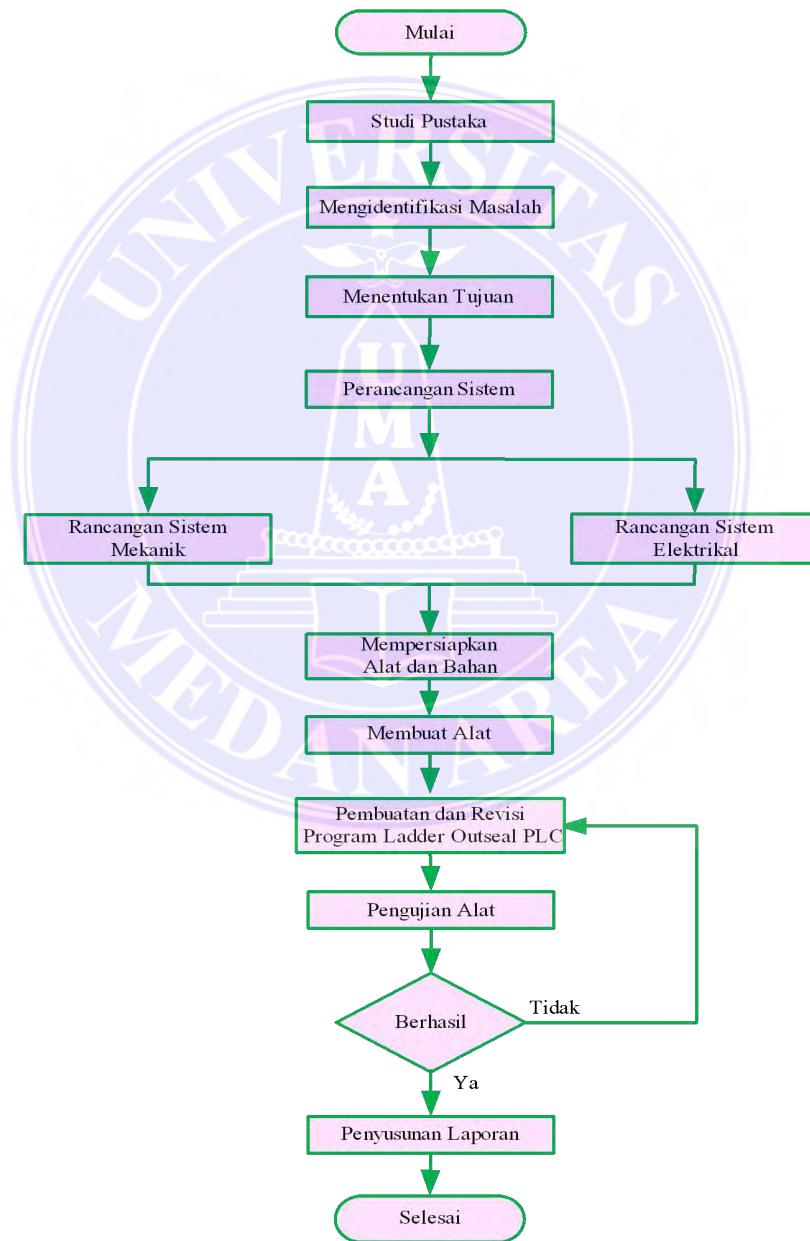 Mulai
Studi Pustaka
Mengidentifikasi Masalah
Menentukan Tujuan
Perancangan Sistem
Rancangan Sistem
Mekanik
Rancangan Sistem
Elektrikal
Mempersiapkan
Alat dan Bahan
Membuat Alat
Pembuatan dan Revisi
Program Ladder Outseal PLC
Pengujian Alat
Berhasil
Tidak
Ya
Penyusunan Laporan
Selesai
UNIVERSITAS
UMA
MEDAN AREA